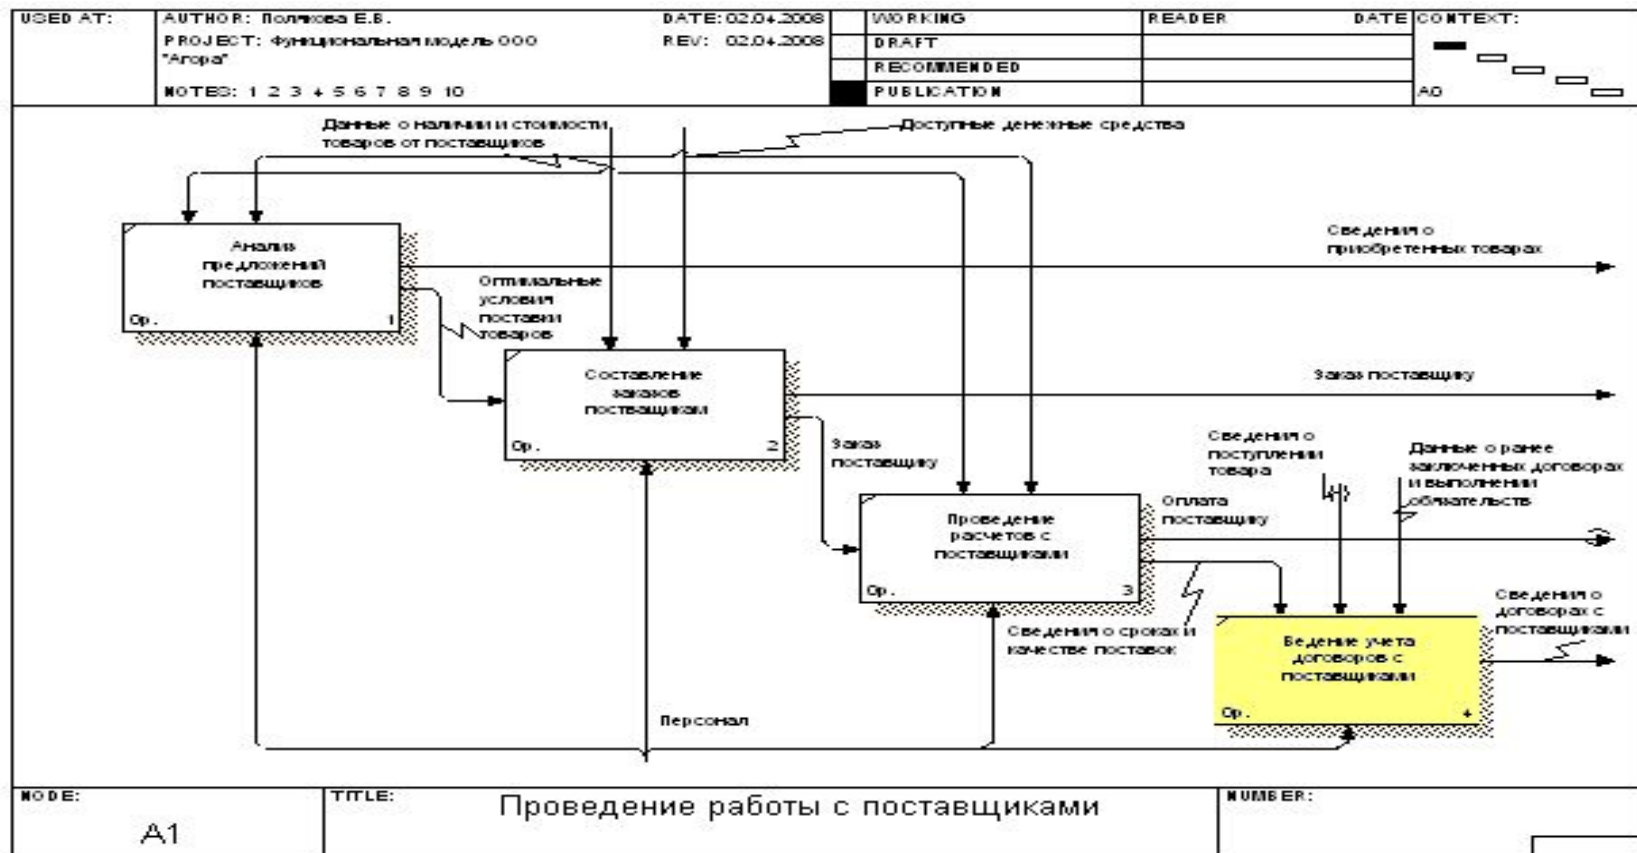 USED AT:
AUTHOR: Полякова Е.В.
DATE: 02.04.2008
PROJECT: Функциональная модель ООО
"Агора"
REV: 02.04.2008
NOTES: 1 2 3 4 5 6 7 8 9 10
WORKING
DRAFT
RECOMMENDED
PUBLICATION
READER
DATE
CONTEXT:
A0
Данные о наличии и стоимости
товаров от поставщиков
Доступные денежные средства
Анализ
предложений
поставщиков
0р.
1
Сведения о
приобретенных товарах
Оптимальные
условия
поставки
товаров
Составление
заказов
поставщикам
0р.
2
Заказ поставщику
Заказ
поставщику
Сведения о
поступлении
товара
Данные о ранее
заключенных договорах
и выполнении
обязательств
Проведение
расчетов с
поставщиками
0р.
3
Оплата
поставщику
Сведения о сроках и
качестве поставок
Ведение учета
договоров с
поставщиками
0р.
4
Сведения о
договорах с
поставщиками
Персонал
NODE:
A1
TITLE:
Проведение работы с поставщиками
NUMBER: